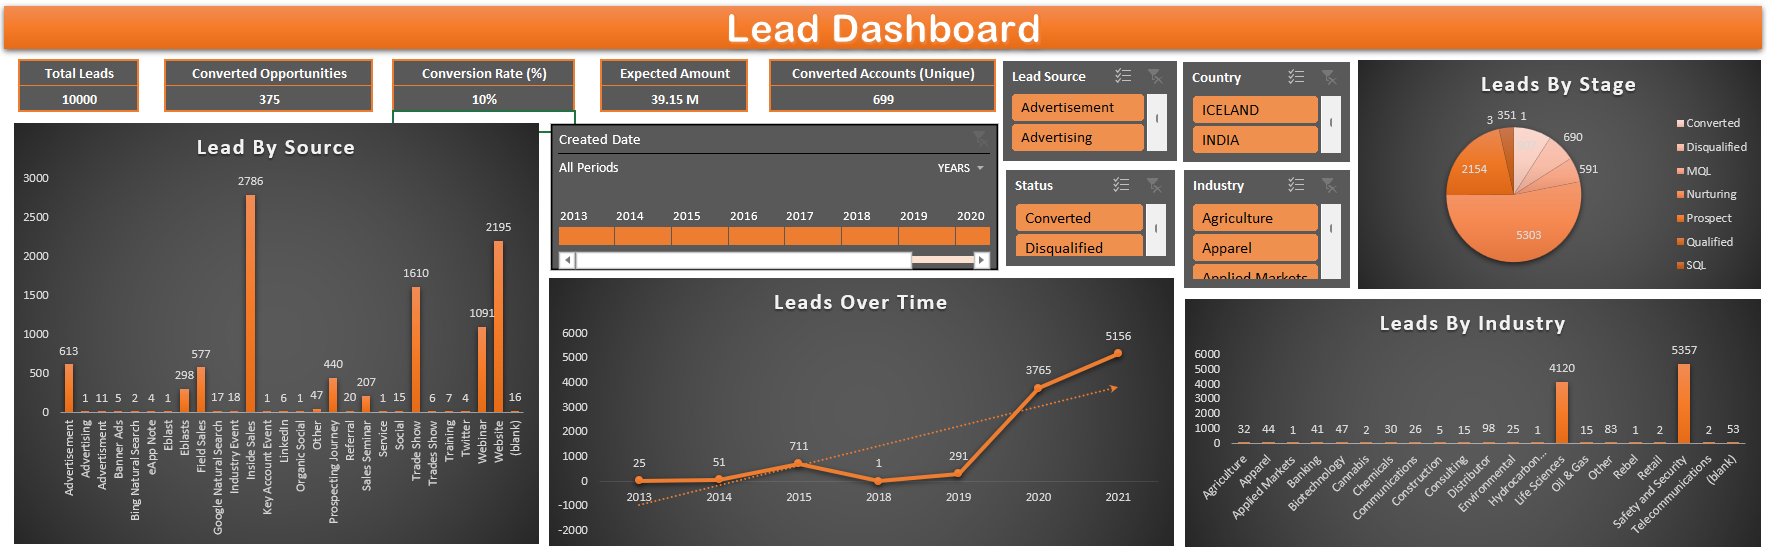 Lead Dashboard
Total Leads
10000
Converted Opportunities
375
Conversion Rate (%)
10%
Expected Amount
39.15 M
Converted Accounts (Unique)
699
Lead Source
Advertisement
Advertising
Country
ICELAND
INDIA
Status
Converted
Disqualified
Industry
Agriculture
Apparel
Applied Markets
Created Date
All Periods
YEARS
2013 2014 2015 2016 2017 2018 2019 2020
Leads By Stage
3 351 1
690
591
2154
5303
Converted
Disqualified
MQL
Nurturing
Prospect
Qualified
SQL
Lead By Source
3000
2500
2000
1500
1000
500
0
613 1 11 5 2 4 1 298 577 17 18 2786 1 6 1 47 440 20 207 1 15 1610 6 7 4 1091 2195 16
Advertisement
Advertising
Advertisment
Banner Ads
Bing Natural Search
eApp Note
Eblast
Eblasts
Field Sales
Google Natural Search
Industry Event
Inside Sales
Key Account Event
LinkedIn
Organic Social
Other
Prospecting Journey
Referral
Sales Seminar
Service
Social
Trade Show
Trades Show
Training
Twitter
Webinar
Website
(blank)
Leads Over Time
6000
5000
4000
3000
2000
1000
0
-1000
-2000
25 51 711 1 291 3765 5156
2013 2014 2015 2018 2019 2020 2021
Leads By Industry
6000
5000
4000
3000
2000
1000
0
32 44 1 41 47 2 30 26 5 15 98 25 1 4120 15 83 1 2 5357 2 53
Agriculture
Apparel
Applied Markets
Banking
Biotechnology
Cannabis
Chemicals
Communications
Construction
Consulting
Distributor
Environmental
Hydrocarbon...
Life Sciences
Oil & Gas
Other
Rebel
Retail
Safety and Security
Telecommunications
(blank)